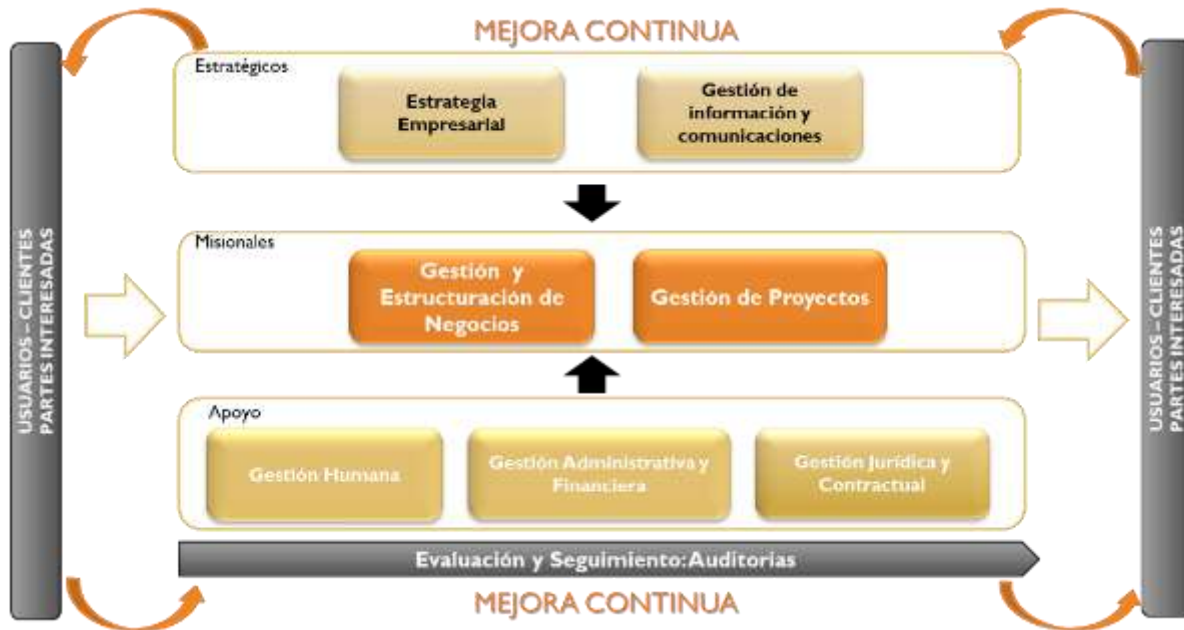 MEJORA CONTINUA
USUARIOS – CLIENTES
PARTES INTERESADAS
Estratégicos
Estrategia
Empresarial
Gestión de
información y
comunicaciones
Misionales
Gestión y
Estructuración de
Negocios
Gestión de Proyectos
Apoyo
Gestión Humana
Gestión Administrativa y
Financiera
Gestión Jurídica y
Contractual
Evaluación y Seguimiento: Auditorias
MEJORA CONTINUA
USUARIOS – CLIENTES
PARTES INTERESADAS